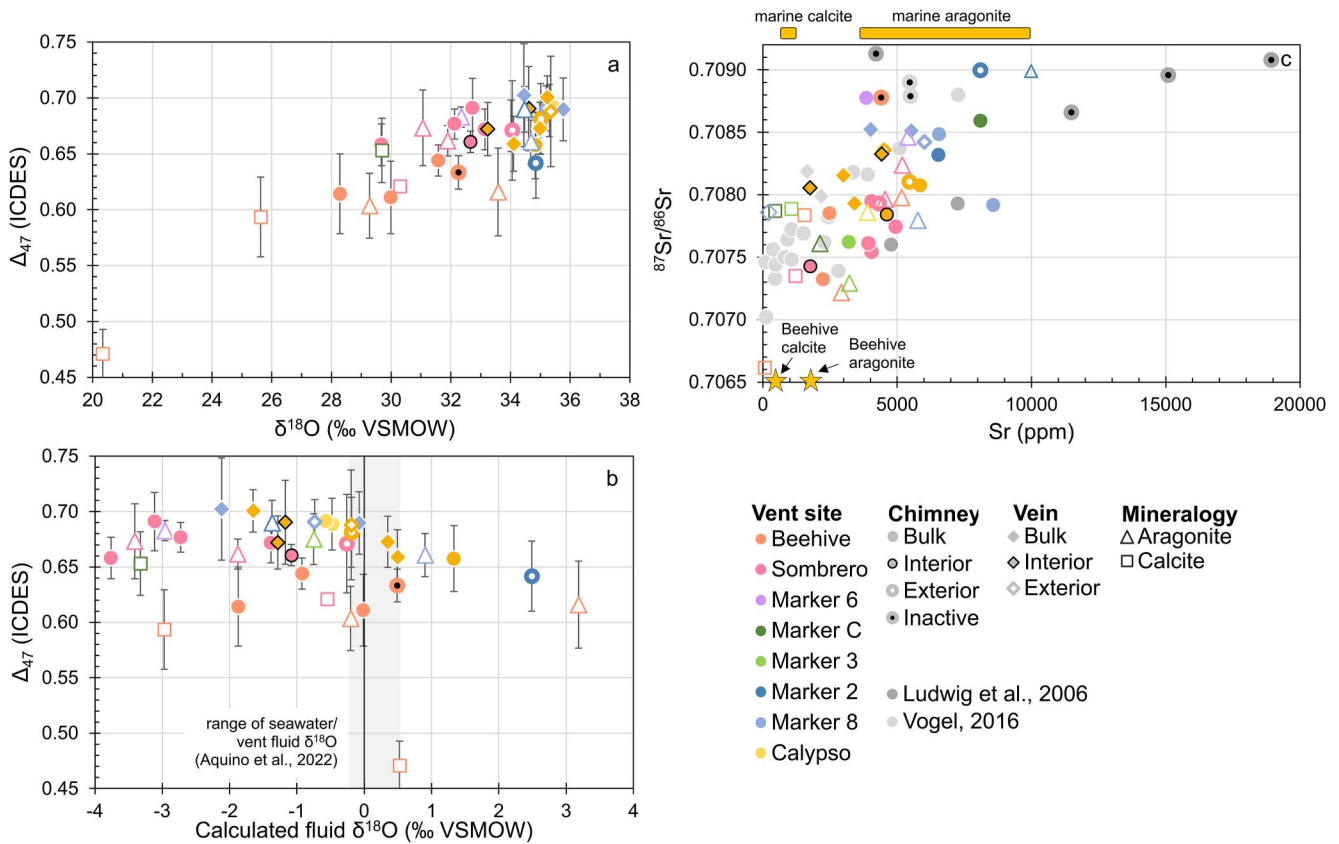 a
0.75
0.70
0.65
0.60
0.55
0.50
0.45
Δ47 (ICDES)
20 22 24 26 28 30 32 34 36 38
δ18O (‰ VSMOW)
b
0.75
0.70
0.65
0.60
0.55
0.50
0.45
Δ47 (ICDES)
range of seawater/
vent fluid δ18O
(Aquino et al., 2022)
-4 -3 -2 -1 0 1 2 3 4
Calculated fluid δ18O (‰ VSMOW)
marine calcite marine aragonite
c
0.7090
0.7085
0.7080
0.7075
0.7070
0.7065
87Sr/86Sr
Beehive
calcite
Beehive
aragonite
0 5000 10000 15000 20000
Sr (ppm)
Vent site
Beehive
Sombrero
Marker 6
Marker C
Marker 3
Marker 2
Marker 8
Calypso
Chimney
Bulk
Interior
Exterior
Inactive
Ludwig et al., 2006
Vogel, 2016
Vein
Bulk
Interior
Exterior
Mineralogy
Aragonite
Calcite